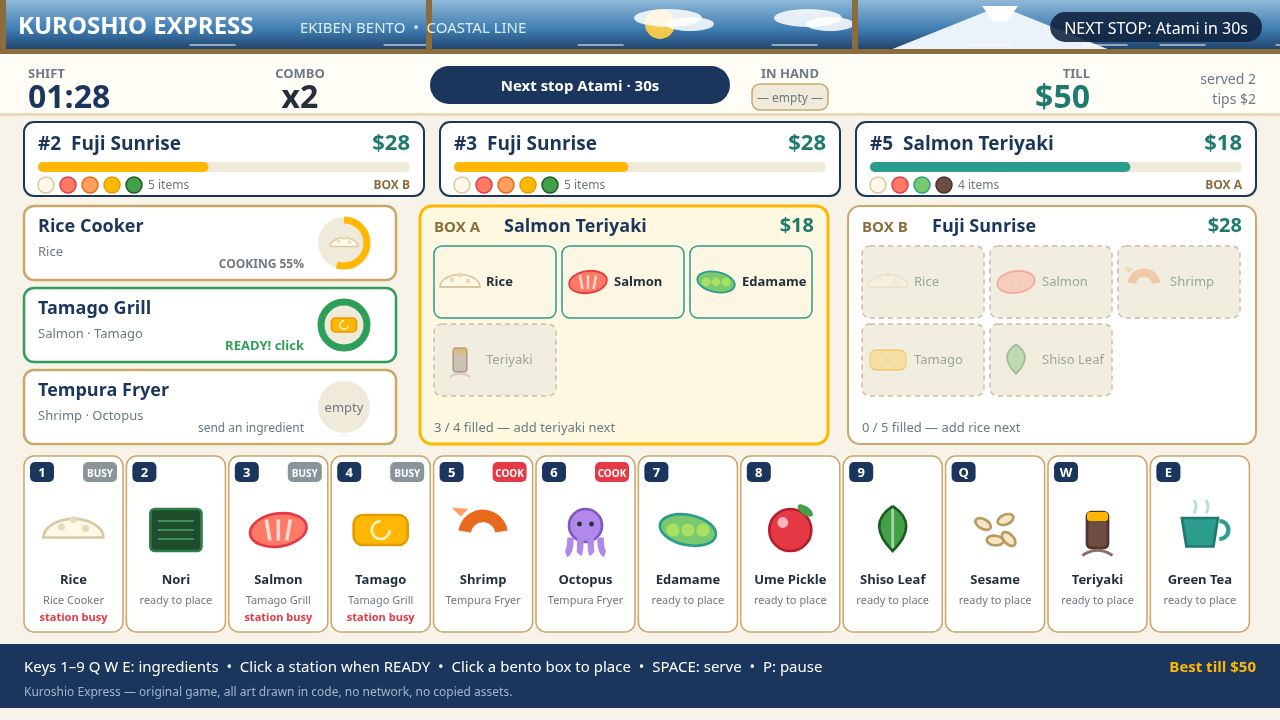 KUROSHIO EXPRESS
EKIBEN BENTO • COASTAL LINE
NEXT STOP: Atami in 30s
SHIFT
01:28
COMBO
x2
Next stop Atami · 30s
IN HAND
— empty —
TILL
$50
served 2
tips $2
#2 Fuji Sunrise $28
5 items BOX B
#3 Fuji Sunrise $28
5 items
#5 Salmon Teriyaki $18
4 items BOX A
Rice Cooker
Rice
COOKING 55%
Tamago Grill
Salmon · Tamago
READY! click
Tempura Fryer
Shrimp · Octopus
send an ingredient
empty
BOX A Salmon Teriyaki $18
Rice Salmon Edamame
Teriyaki
3 / 4 filled — add teriyaki next
BOX B Fuji Sunrise $28
Rice Salmon Shrimp
Tamago Shiso Leaf
0 / 5 filled — add rice next
1 BUSY
Rice
Rice Cooker
station busy
2
Nori
ready to place
3 BUSY
Salmon
Tamago Grill
station busy
4 BUSY
Tamago
Tamago Grill
station busy
5 COOK
Shrimp
Tempura Fryer
6 COOK
Octopus
Tempura Fryer
7
Edamame
ready to place
8
Ume Pickle
ready to place
9
Shiso Leaf
ready to place
Q
Sesame
ready to place
W
Teriyaki
ready to place
E
Green Tea
ready to place
Keys 1–9 Q W E: ingredients • Click a station when READY • Click a bento box to place • SPACE: serve • P: pause
Best till $50
Kuroshio Express — original game, all art drawn in code, no network, no copied assets.